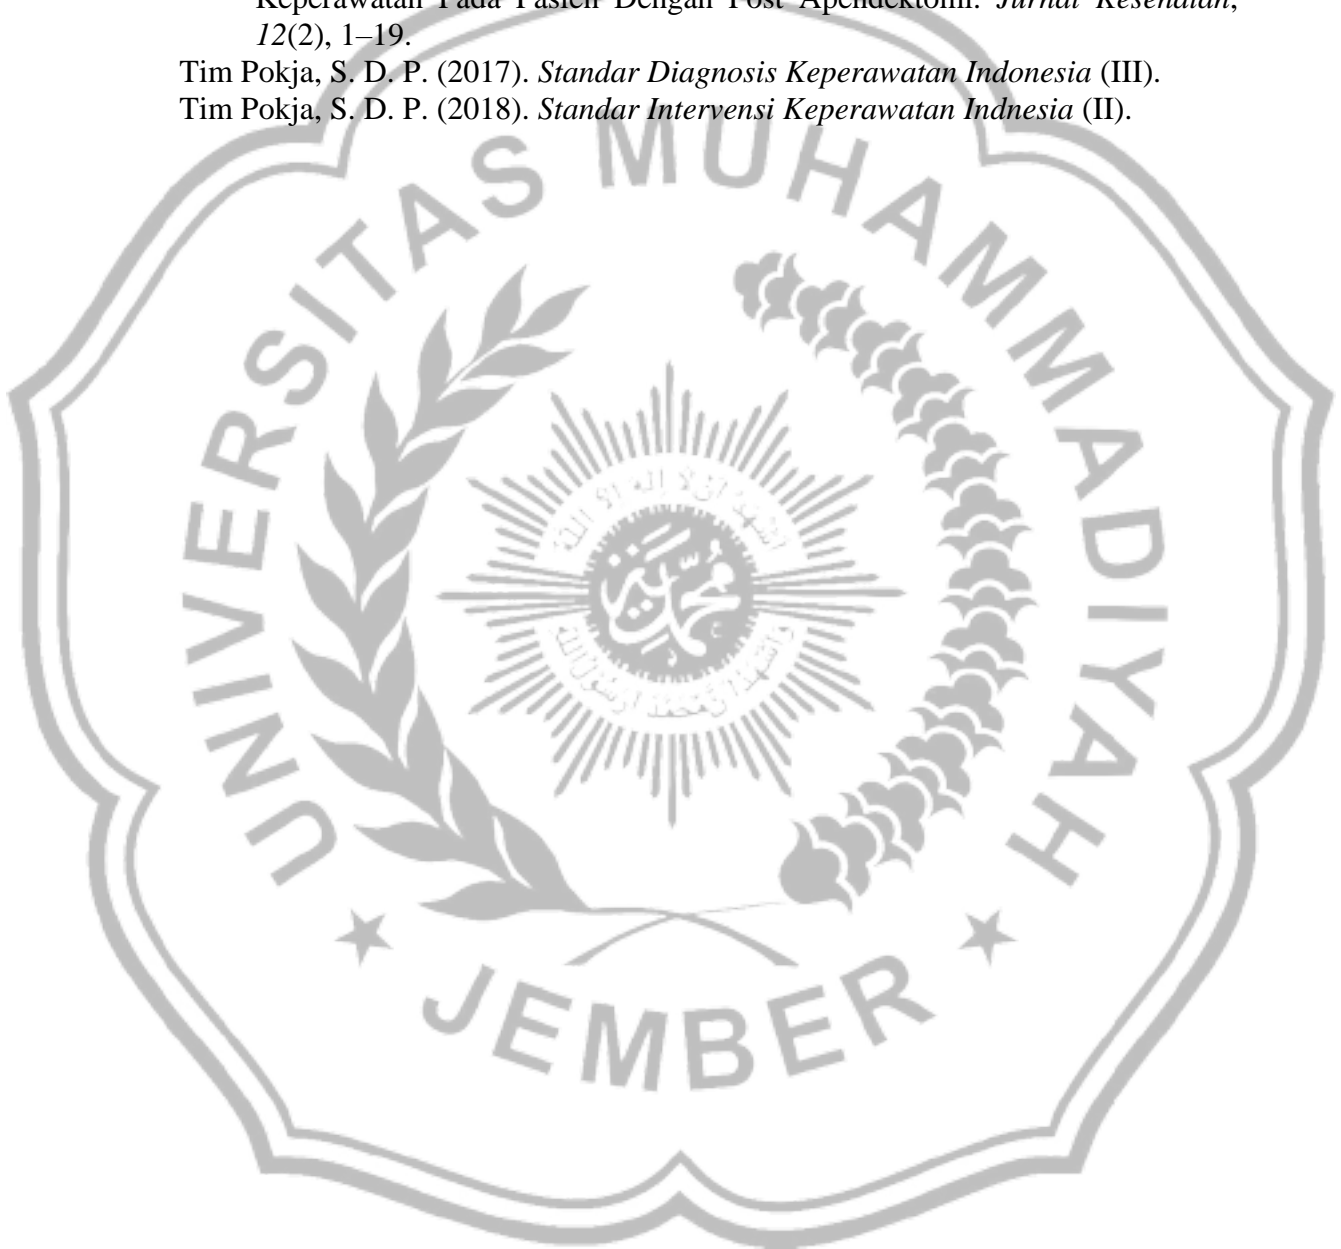 Keperawatan Pada Pasien Dengan Post Apendektomi. Jurnal Kesehatan,
12(2), 1–19.
Tim Pokja, S. D. P. (2017). Standar Diagnosis Keperawatan Indonesia (III).
Tim Pokja, S. D. P. (2018). Standar Intervensi Keperawatan Indnesia (II).
UNIVERSITAS MUHAMMADIYAH
محمد
JEMBER